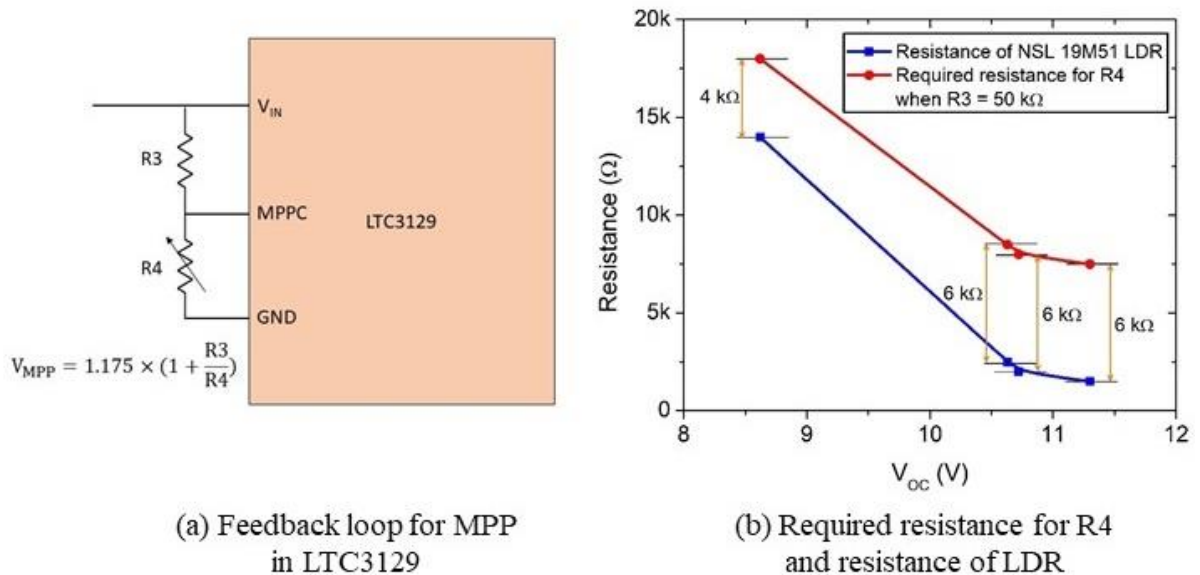 V_IN
R3
MPPC
LTC3129
R4
GND
V_MPP = 1.175 × (1 + R3/R4)
20k
15k
10k
5k
0
Resistance (Ω)
Resistance of NSL 19M51 LDR
Required resistance for R4
when R3 = 50 kΩ
4 kΩ
6 kΩ
6 kΩ
6 kΩ
8 9 10 11 12
V_OC (V)
(a) Feedback loop for MPP
in LTC3129
(b) Required resistance for R4
and resistance of LDR